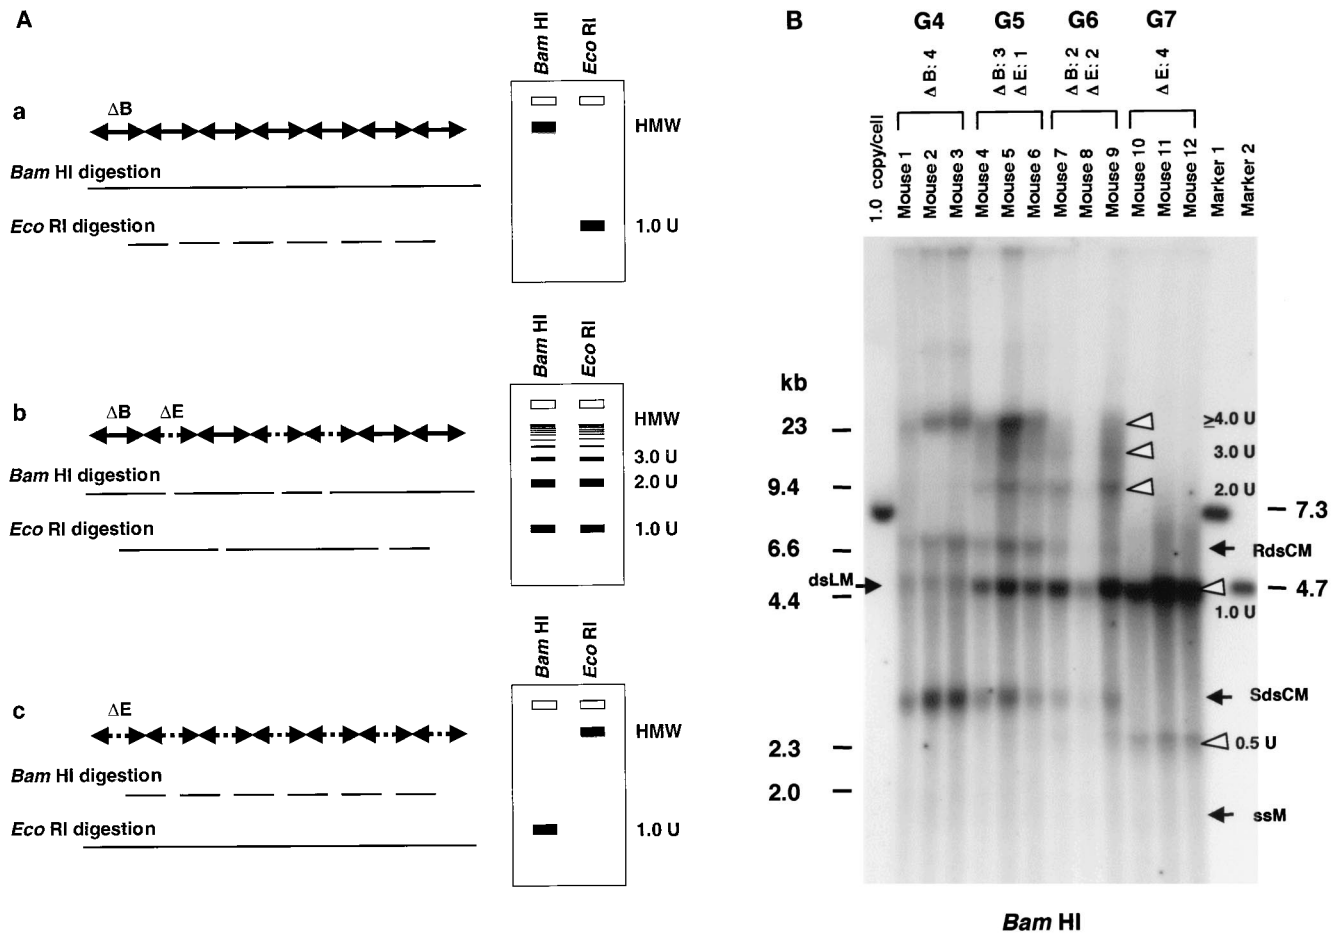 A
Bam HI
Eco RI
a
ΔB
HMW
Bam HI digestion
Eco RI digestion
1.0 U
Bam HI
Eco RI
b
ΔB ΔE
HMW
Bam HI digestion
3.0 U
2.0 U
Eco RI digestion
1.0 U
Bam HI
Eco RI
c
ΔE
HMW
Bam HI digestion
Eco RI digestion
1.0 U
B
G4 G5 G6 G7
Δ B: 4
Δ B: 3
Δ E: 1
Δ B: 2
Δ E: 2
Δ E: 4
1.0 copy/cell
Mouse 1
Mouse 2
Mouse 3
Mouse 4
Mouse 5
Mouse 6
Mouse 7
Mouse 8
Mouse 9
Mouse 10
Mouse 11
Mouse 12
Marker 1
Marker 2
kb
23
9.4
6.6
dsLM
4.4
2.3
2.0
≥4.0 U
3.0 U
2.0 U
7.3
RdsCM
4.7
1.0 U
SdsCM
0.5 U
ssM
Bam HI